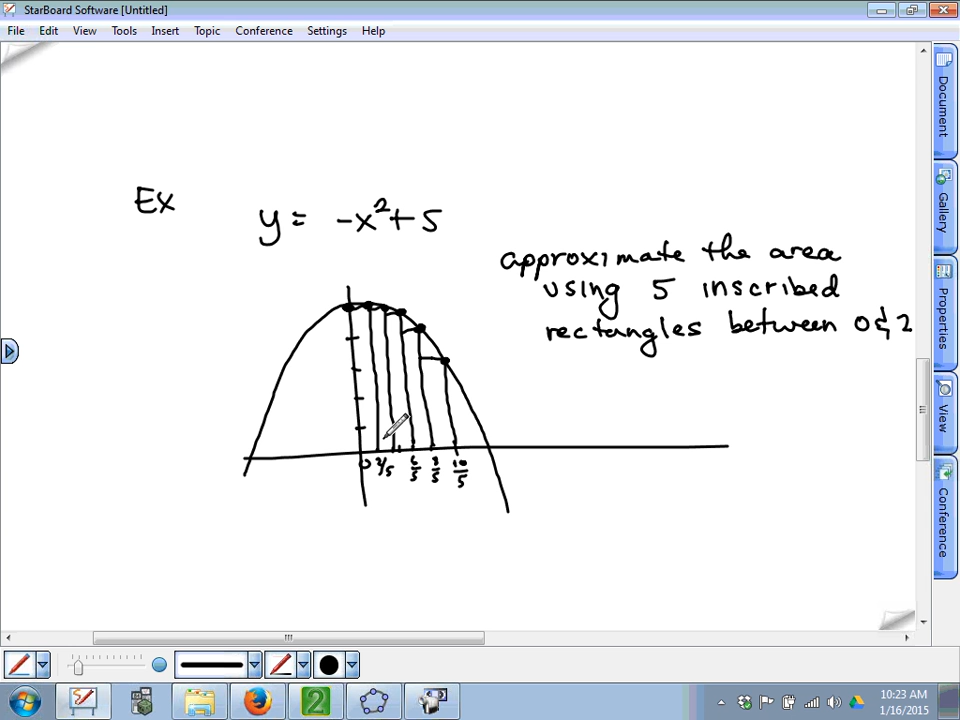 StarBoard Software [Untitled]
File Edit View Tools Insert Topic Conference Settings Help
Document
Gallery
Properties
View
Conference
Ex
y = -x² + 5
approximate the area
using 5 inscribed
rectangles between 0 & 2
0 2/5 6/5 8/5 10/5
2
10:23 AM
1/16/2015